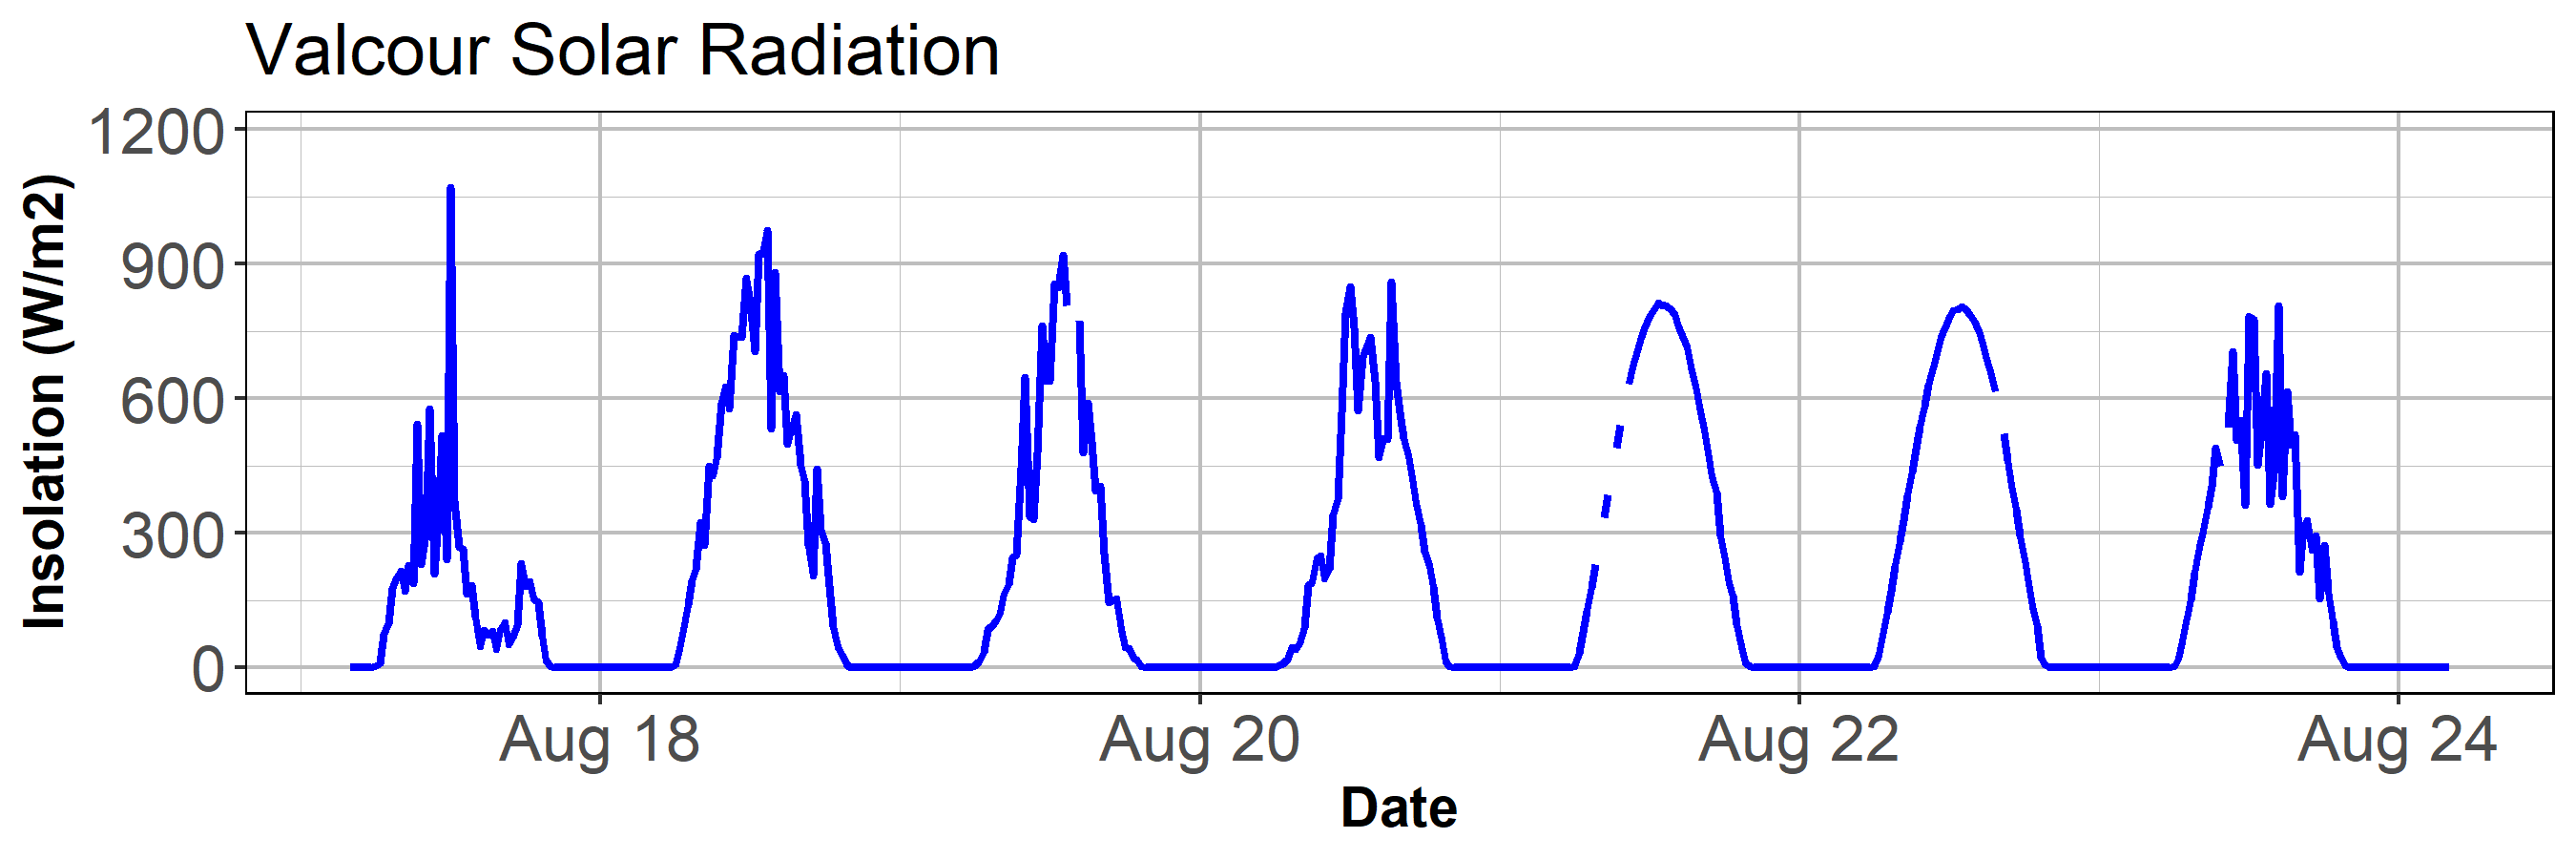 Valcour Solar Radiation
Insolation (W/m2)
1200
900
600
300
0
Aug 18 Aug 20 Aug 22 Aug 24
Date